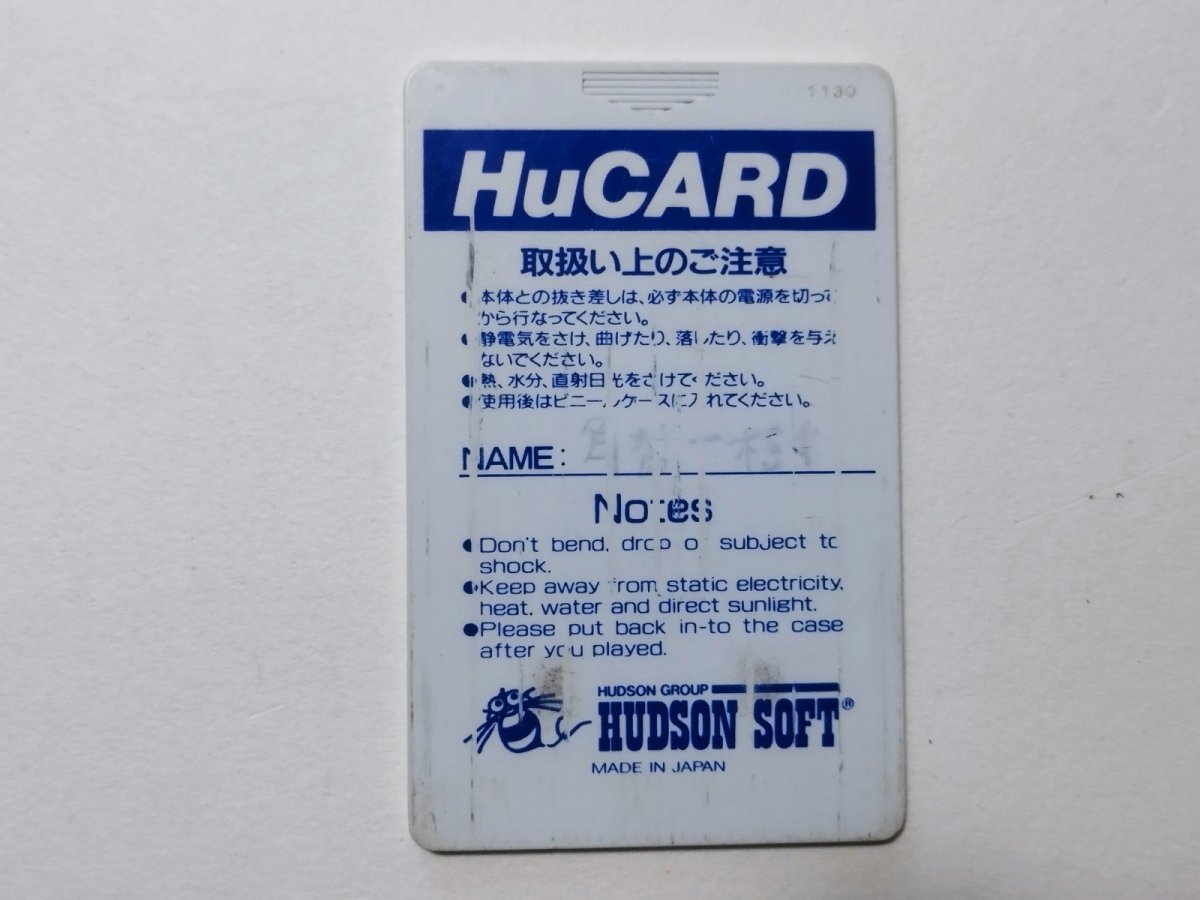 1130
HuCARD
取扱い上のご注意
●本体との抜き差しは、必ず本体の電源を切って
から行なってください。
●静電気をさけ、曲げたり、落したり、衝撃を与え
ないでください。
●熱、水分、直射日光をさけてください。
●使用後はビニールケースに入れてください。
NAME:
Notes
●Don't bend, drop or subject to
shock.
●Keep away from static electricity,
heat, water and direct sunlight.
●Please put back in-to the case
after you played.
HUDSON GROUP
HUDSON SOFT®
MADE IN JAPAN